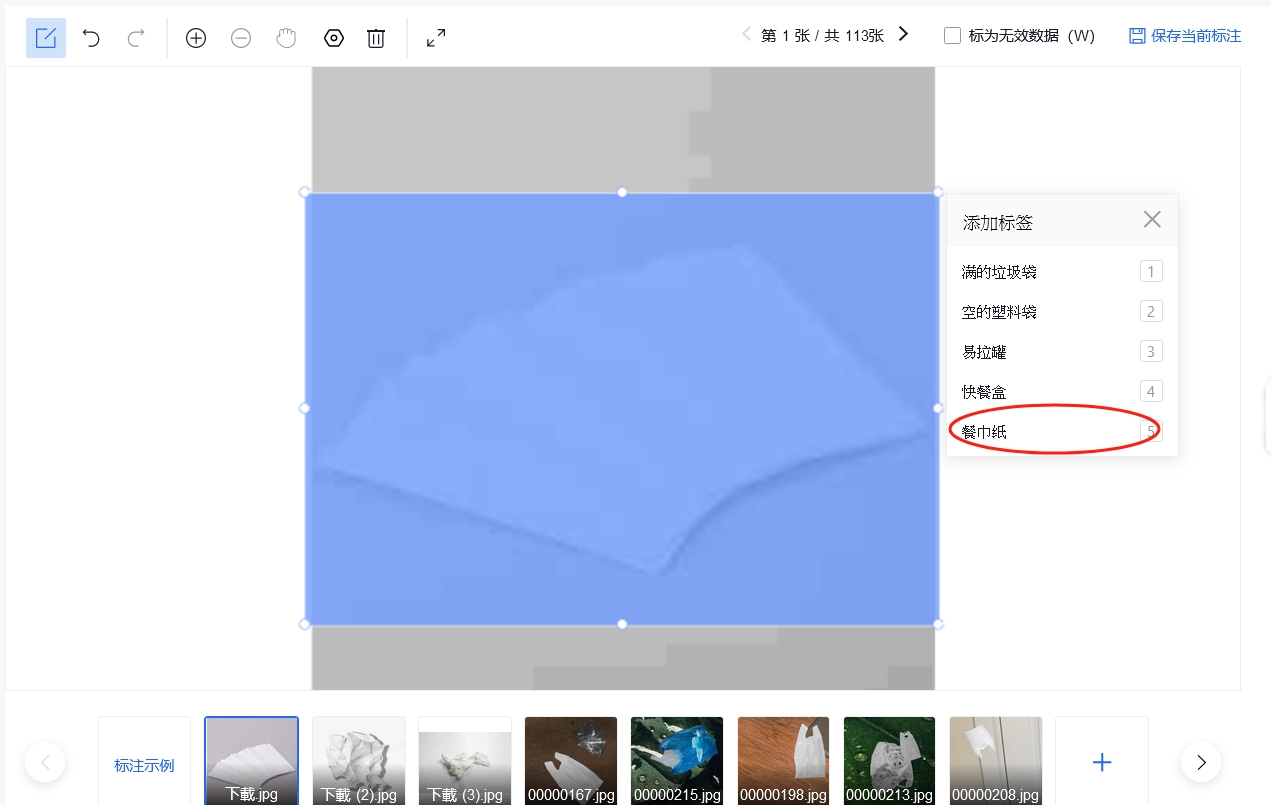 第 1 张 / 共 113张
标为无效数据 (W)
保存当前标注
添加标签
满的垃圾袋 1
空的塑料袋 2
易拉罐 3
快餐盒 4
餐巾纸 5
标注示例
下載.jpg
下載 (2).jpg
下載 (3).jpg
00000167.jpg
00000215.jpg
00000198.jpg
00000213.jpg
00000208.jpg